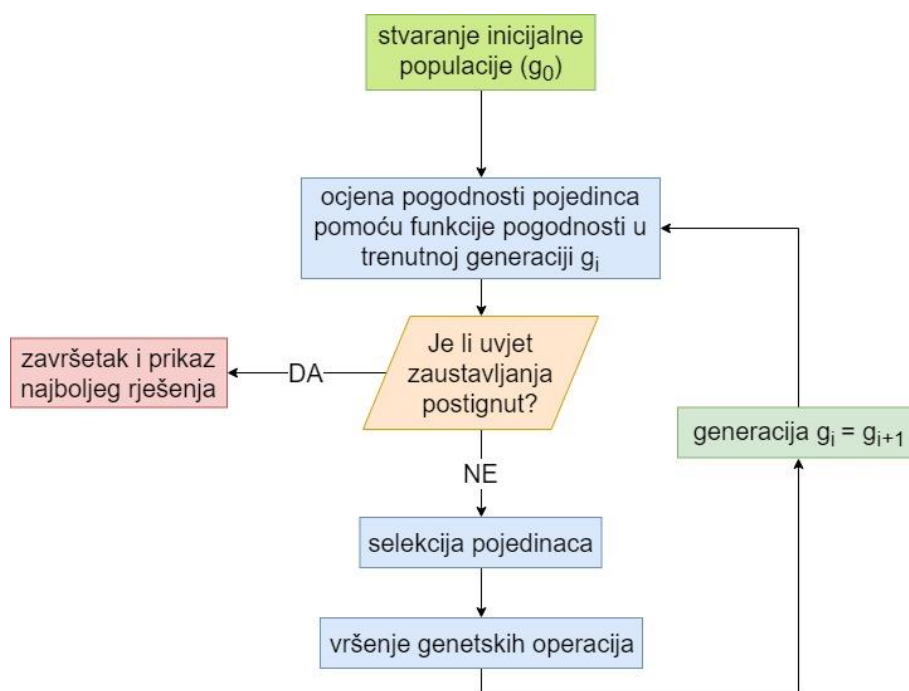 stvaranje inicijalne
populacije (g₀)
ocjena pogodnosti pojedinca
pomoću funkcije pogodnosti u
trenutnoj generaciji gᵢ
Je li uvjet
zaustavljanja
postignut?
DA
završetak i prikaz
najboljeg rješenja
NE
selekcija pojedinaca
vršenje genetskih operacija
generacija gᵢ = gᵢ₊₁